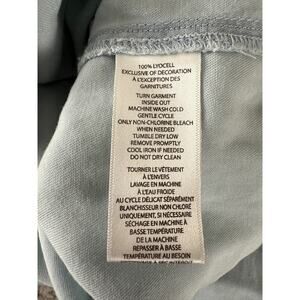 100% LYOCELL
EXCLUSIVE OF DECORATION
À L'EXCEPTION DES
GARNITURES
TURN GARMENT
INSIDE OUT
MACHINE WASH COLD
GENTLE CYCLE
ONLY NON-CHLORINE BLEACH
WHEN NEEDED
TUMBLE DRY LOW
REMOVE PROMPTLY
COOL IRON IF NEEDED
DO NOT DRY CLEAN
TOURNER LE VÊTEMENT
À L'ENVERS
LAVAGE EN MACHINE
À L'EAU FROIDE
AU CYCLE DÉLICAT SÉPARÉMENT
BLANCHISSEUR NON CHLORÉ
UNIQUEMENT, SI NÉCESSAIRE
SÉCHAGE EN MACHINE À
BASSE TEMPÉRATURE
DE LA MACHINE
REPASSER À BASSE
TEMPÉRATURE AU BESOIN